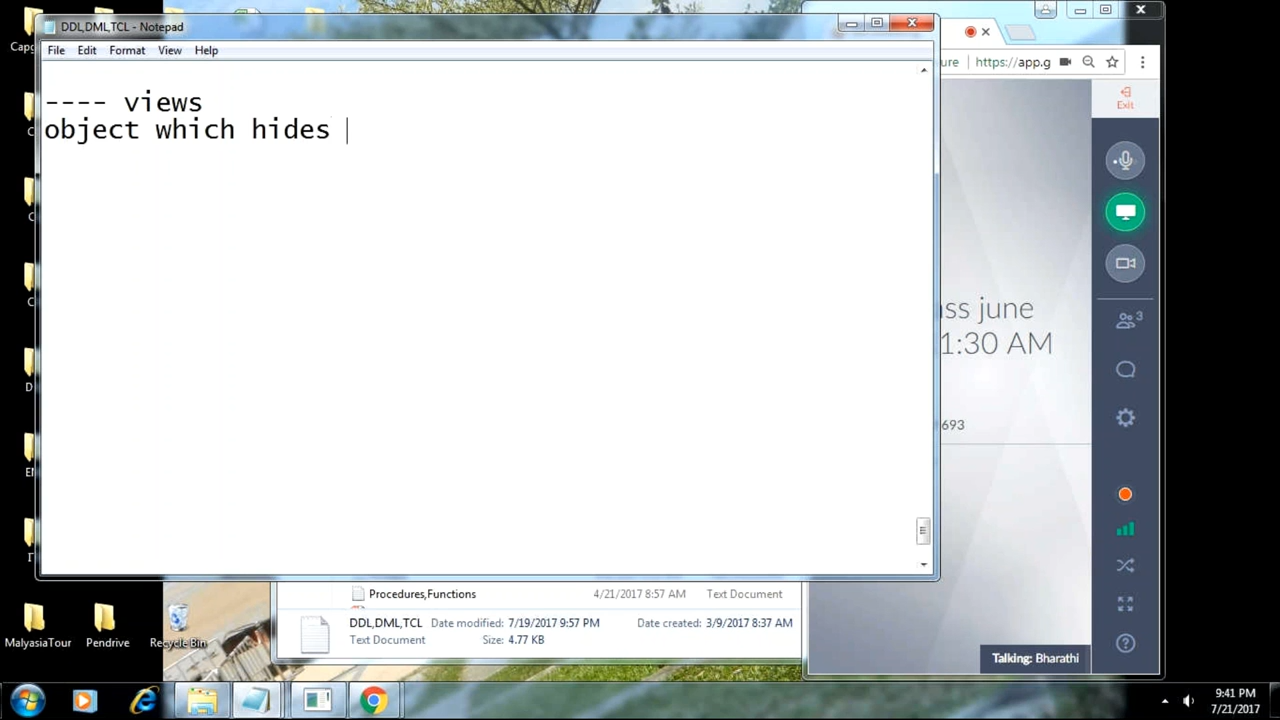 DDL,DML,TCL - Notepad
File Edit Format View Help
---- views
object which hides
https://app.g
Exit
3
june
1:30 AM
693
Procedures,Functions 4/21/2017 8:57 AM Text Document
DDL,DML,TCL Date modified: 7/19/2017 9:57 PM Date created: 3/9/2017 8:37 AM
Text Document Size: 4.77 KB
MalyasiaTour Pendrive Recycle Bin
Talking: Bharathi
9:41 PM
7/21/2017